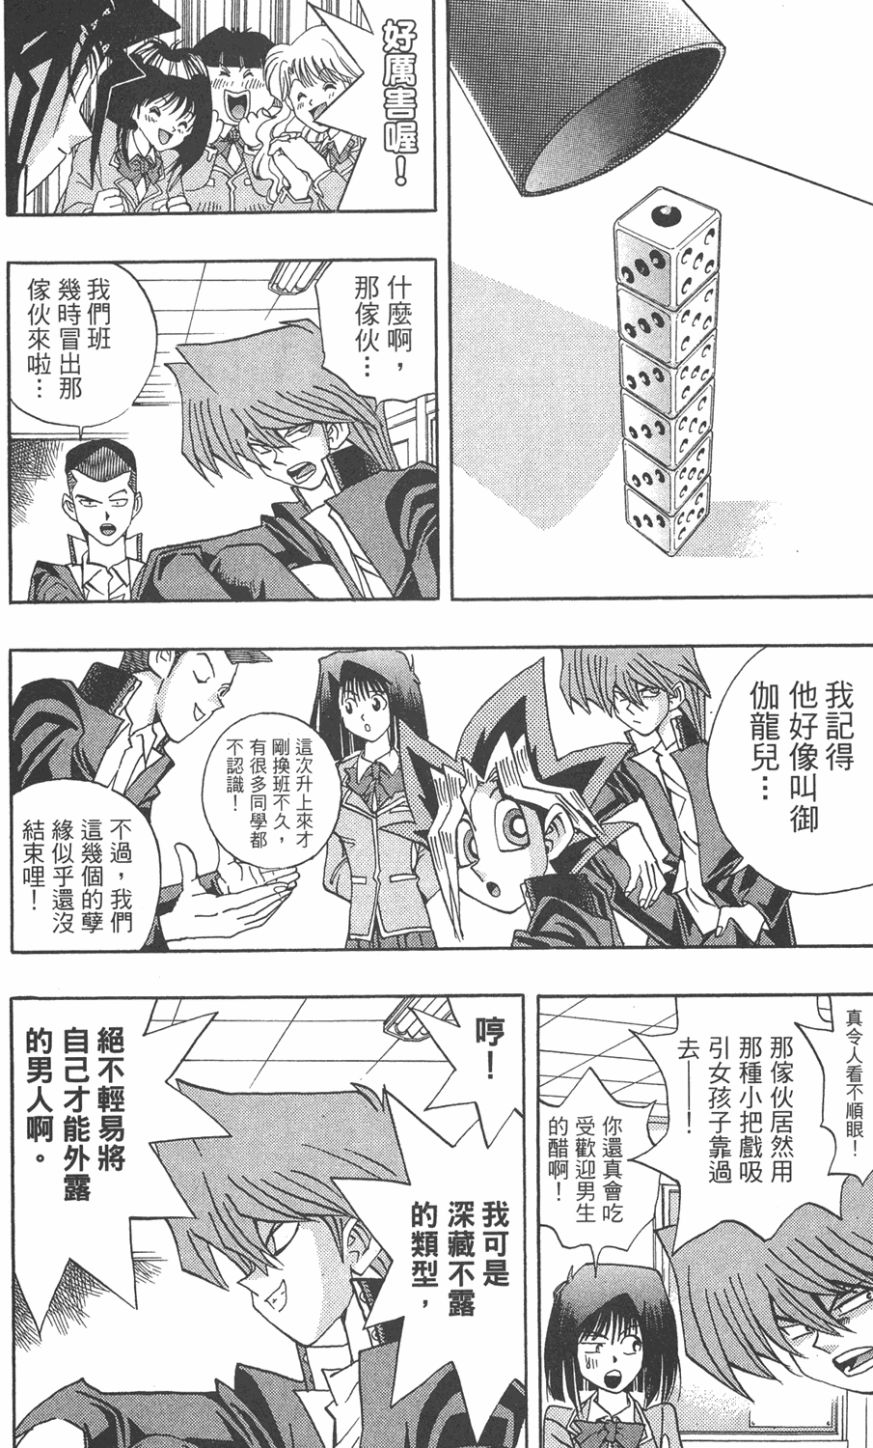 好厲害喔！
什麼啊，
那傢伙…
我們班
幾時冒出那
傢伙來啦…
我記得
他好像叫御
伽龍兒…
這次升上來才
剛換班不久，
有很多同學都
不認識！
不過，我們
這幾個的孽
緣似乎還沒
結束哩！
真令人看不順眼！
那傢伙居然用
那種小把戲吸
引女孩子靠過
去——！
你還真會吃
受歡迎男生
的醋啊！
哼！
我可是
深藏不露
的類型，
絕不輕易將
自己才能外露
的男人啊。